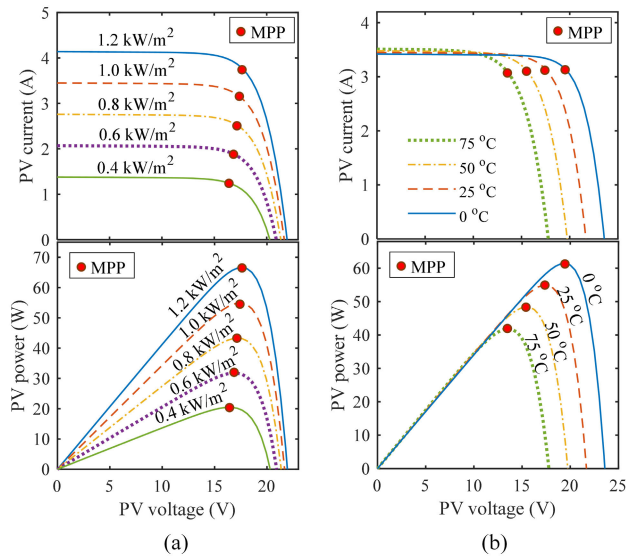 5
4
3
2
1
0
PV current (A)
1.2 kW/m²
1.0 kW/m²
0.8 kW/m²
0.6 kW/m²
0.4 kW/m²
MPP
70
60
50
40
30
20
10
0
PV power (W)
MPP
1.2 kW/m²
1.0 kW/m²
0.8 kW/m²
0.6 kW/m²
0.4 kW/m²
0 5 10 15 20
PV voltage (V)
(a)
4
3
2
1
0
PV current (A)
MPP
75 °C
50 °C
25 °C
0 °C
70
60
50
40
30
20
10
0
PV power (W)
MPP
0 °C
25 °C
50 °C
75 °C
0 5 10 15 20 25
PV voltage (V)
(b)